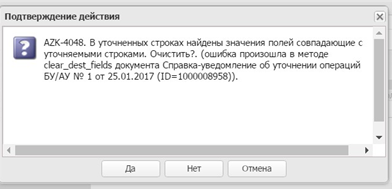 Подтверждение действия
AZK-4048. В уточненных строках найдены значения полей совпадающие с
уточняемыми строками. Очистить?. (ошибка произошла в методе
clear_dest_fields документа Справка-уведомление об уточнении операций
БУ/АУ № 1 от 25.01.2017 (ID=1000008958)).
Да Нет Отмена